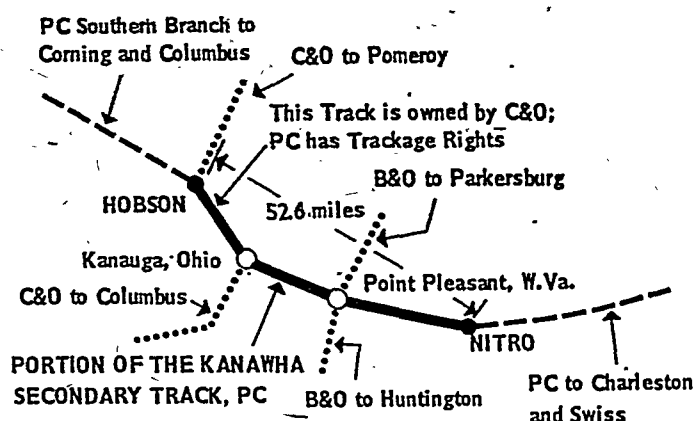 PC Southern Branch to
Corning and Columbus
C&O to Pomeroy
This Track is owned by C&O;
PC has Trackage Rights
B&O to Parkersburg
HOBSON
52.6 miles
Kanauga, Ohio
C&O to Columbus
Point Pleasant, W.Va.
NITRO
PORTION OF THE KANAWHA
SECONDARY TRACK, PC
B&O to Huntington
PC to Charleston
and Swiss